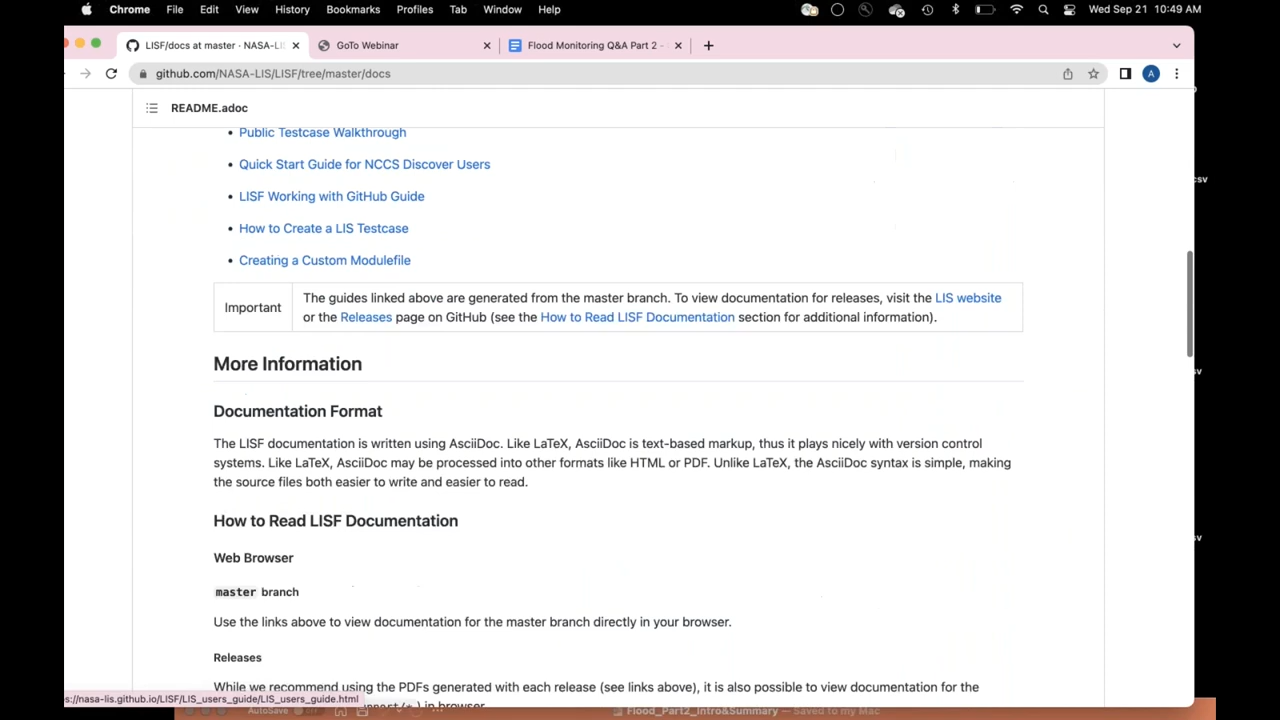 Chrome File Edit View History Bookmarks Profiles Tab Window Help Wed Sep 21 10:49 AM
LISF/docs at master · NASA-LI GoTo Webinar Flood Monitoring Q&A Part 2 -
github.com/NASA-LIS/LISF/tree/master/docs A
README.adoc
• Public Testcase Walkthrough
• Quick Start Guide for NCCS Discover Users
csv
• LISF Working with GitHub Guide
• How to Create a LIS Testcase
• Creating a Custom Modulefile
Important
The guides linked above are generated from the master branch. To view documentation for releases, visit the LIS website
or the Releases page on GitHub (see the How to Read LISF Documentation section for additional information).
More Information
sv
Documentation Format
The LISF documentation is written using AsciiDoc. Like LaTeX, AsciiDoc is text-based markup, thus it plays nicely with version control
systems. Like LaTeX, AsciiDoc may be processed into other formats like HTML or PDF. Unlike LaTeX, the AsciiDoc syntax is simple, making
the source files both easier to write and easier to read.
How to Read LISF Documentation
sv
Web Browser
master branch
Use the links above to view documentation for the master branch directly in your browser.
Releases
While we recommend using the PDFs generated with each release (see links above), it is also possible to view documentation for the
in browser
s://nasa-lis.github.io/LISF/LIS_users_guide/LIS_users_guide.html
AutoSave Flood_Part2_Intro&Summary — Saved to my Mac